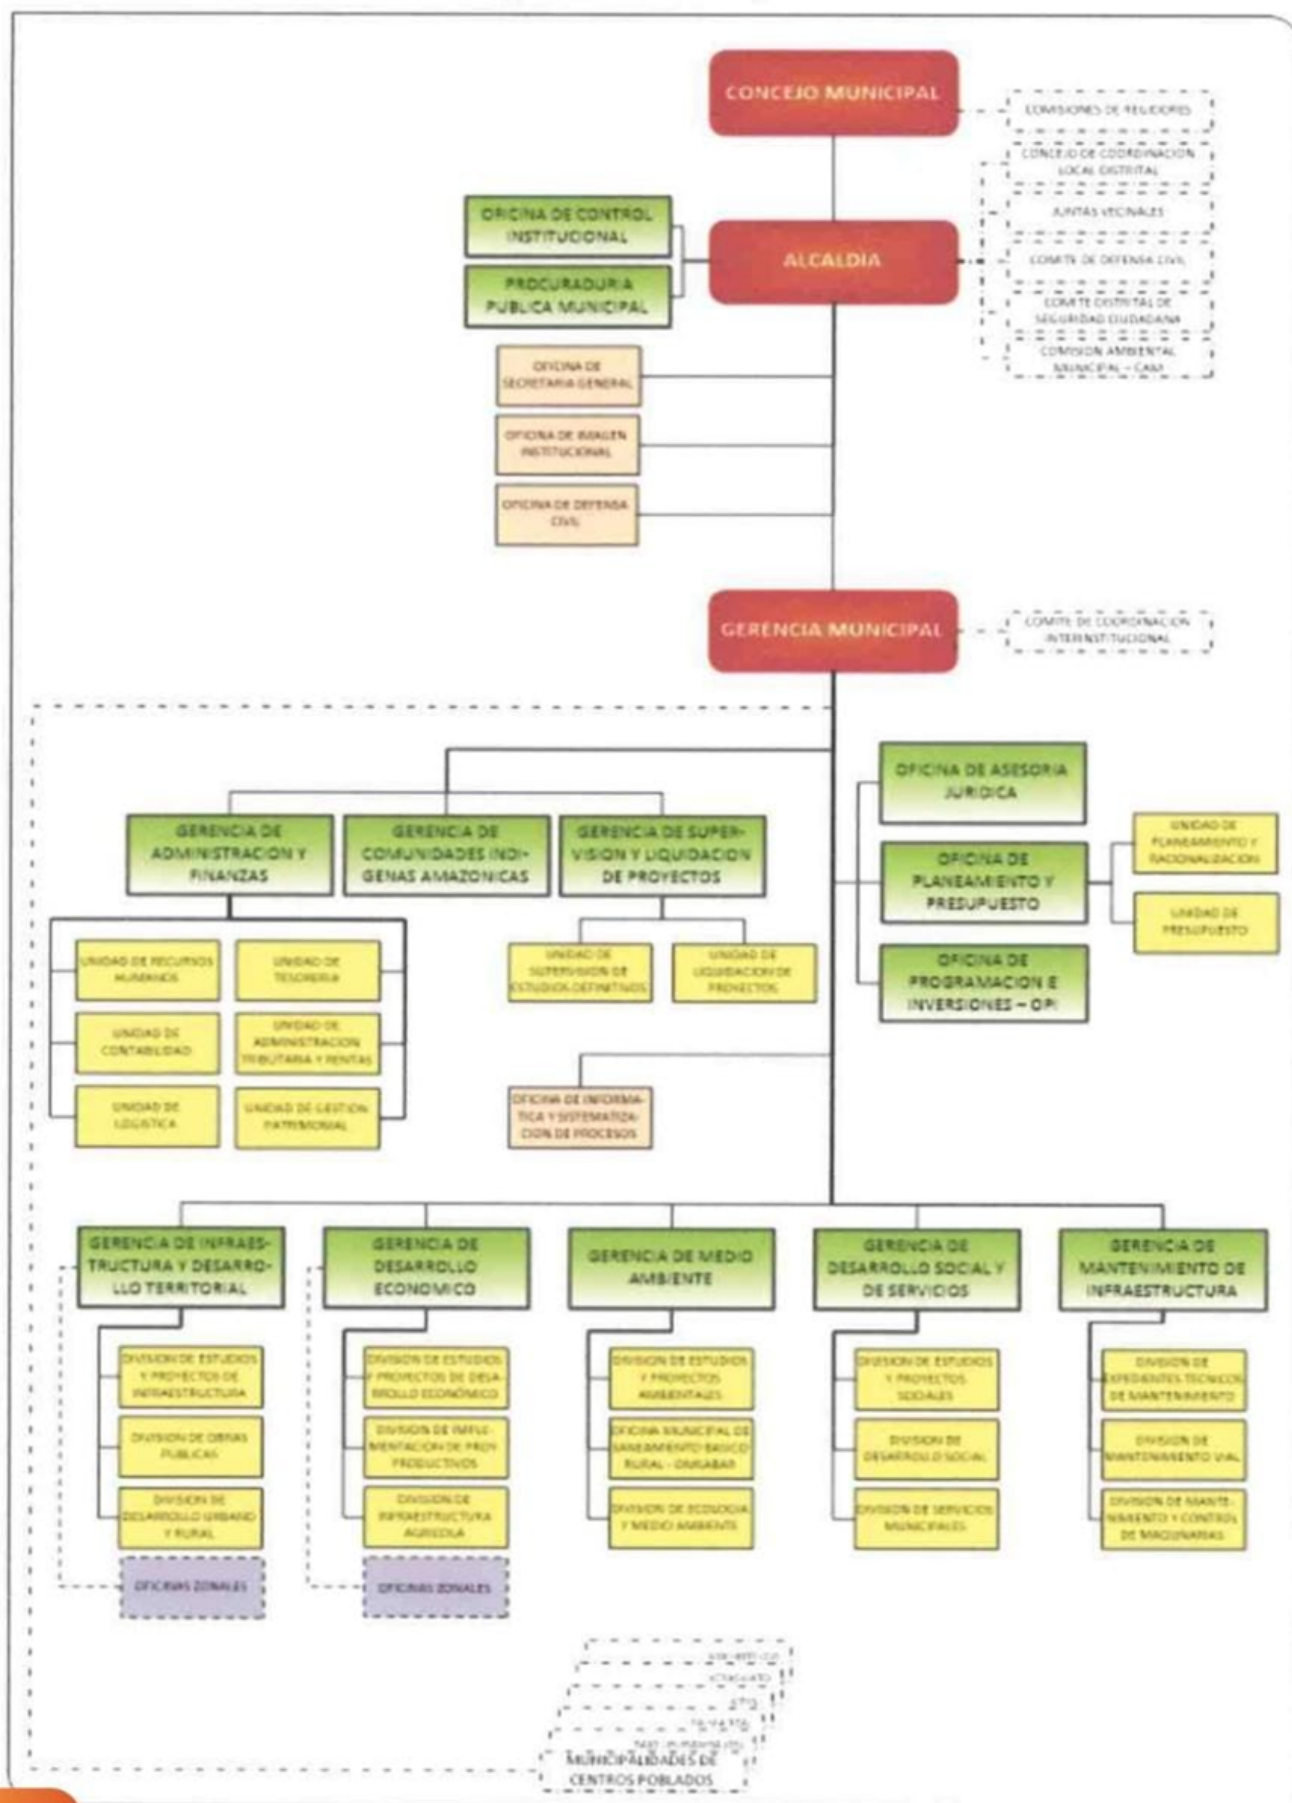 CONCEJO MUNICIPAL
COMISIONES DE REGIDORES
CONCEJO DE COORDINACION
LOCAL DISTRITAL
JUNTAS VECINALES
COMITE DE DEFENSA CIVIL
COMITE DISTRITAL DE
SEGURIDAD CIUDADANA
COMISION AMBIENTAL
MUNICIPAL - CAM
OFICINA DE CONTROL
INSTITUCIONAL
ALCALDIA
PROCURADURIA
PUBLICA MUNICIPAL
OFICINA DE
SECRETARIA GENERAL
OFICINA DE IMAGEN
INSTITUCIONAL
OFICINA DE DEFENSA
CIVIL
GERENCIA MUNICIPAL
COMITE DE COORDINACION
INTERINSTITUCIONAL
OFICINA DE ASESORIA
JURIDICA
GERENCIA DE
ADMINISTRACION Y
FINANZAS
GERENCIA DE
COMUNIDADES INDI-
GENAS AMAZONICAS
GERENCIA DE SUPER-
VISION Y LIQUIDACION
DE PROYECTOS
OFICINA DE
PLANEAMIENTO Y
PRESUPUESTO
UNIDAD DE
PLANEAMIENTO Y
RACIONALIZACION
UNIDAD DE
PRESUPUESTO
OFICINA DE
PROGRAMACION E
INVERSIONES – OPI
UNIDAD DE RECURSOS
HUMANOS
UNIDAD DE
TESORERIA
UNIDAD DE
SUPERVISION DE
ESTUDIOS DEFINITIVOS
UNIDAD DE
LIQUIDACION DE
PROYECTOS
UNIDAD DE
CONTABILIDAD
UNIDAD DE
ADMINISTRACION
TRIBUTARIA Y RENTAS
UNIDAD DE
LOGISTICA
UNIDAD DE GESTION
PATRIMONIAL
OFICINA DE INFORMA-
TICA Y SISTEMATIZA-
CION DE PROCESOS
GERENCIA DE INFRAES-
TRUCTURA Y DESARRO-
LLO TERRITORIAL
GERENCIA DE
DESARROLLO
ECONOMICO
GERENCIA DE MEDIO
AMBIENTE
GERENCIA DE
DESARROLLO SOCIAL Y
DE SERVICIOS
GERENCIA DE
MANTENIMIENTO DE
INFRAESTRUCTURA
DIVISION DE ESTUDIOS
Y PROYECTOS DE
INFRAESTRUCTURA
DIVISION DE ESTUDIOS
Y PROYECTOS DE DESA-
RROLLO ECONÓMICO
DIVISION DE ESTUDIOS
Y PROYECTOS
AMBIENTALES
DIVISION DE ESTUDIOS
Y PROYECTOS
SOCIALES
DIVISION DE
EXPEDIENTES TECNICOS
DE MANTENIMIENTO
DIVISION DE OBRAS
PUBLICAS
DIVISION DE IMPLE-
MENTACION DE PROY.
PRODUCTIVOS
OFICINA MUNICIPAL DE
SANEAMIENTO BASICO
RURAL - OMSABAR
DIVISION DE
DESARROLLO SOCIAL
DIVISION DE
MANTENIMIENTO VIAL
DIVISION DE
DESARROLLO URBANO
Y RURAL
DIVISION DE
INFRAESTRUCTURA
AGRICOLA
DIVISION DE ECOLOGIA
Y MEDIO AMBIENTE
DIVISION DE SERVICIOS
MUNICIPALES
DIVISION DE MANTE-
NIMIENTO Y CONTROL
DE MAQUINARIAS
OFICINAS ZONALES
OFICINAS ZONALES
MUNICIPALIDADES DE
CENTROS POBLADOS